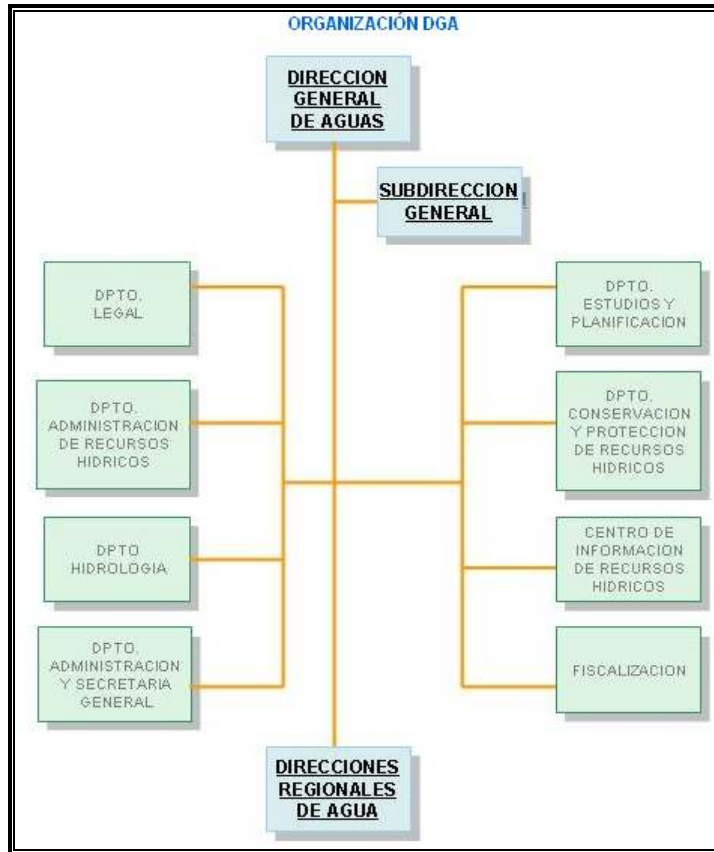 ORGANIZACIÓN DGA
DIRECCION
GENERAL
DE AGUAS
SUBDIRECCION
GENERAL
DPTO.
LEGAL
DPTO.
ADMINISTRACION
DE RECURSOS
HIDRICOS
DPTO
HIDROLOGIA
DPTO.
ADMINISTRACION
Y SECRETARIA
GENERAL
DPTO.
ESTUDIOS Y
PLANIFICACION
DPTO.
CONSERVACION
Y PROTECCION
DE RECURSOS
HIDRICOS
CENTRO DE
INFORMACION
DE RECURSOS
HIDRICOS
FISCALIZACION
DIRECCIONES
REGIONALES
DE AGUA